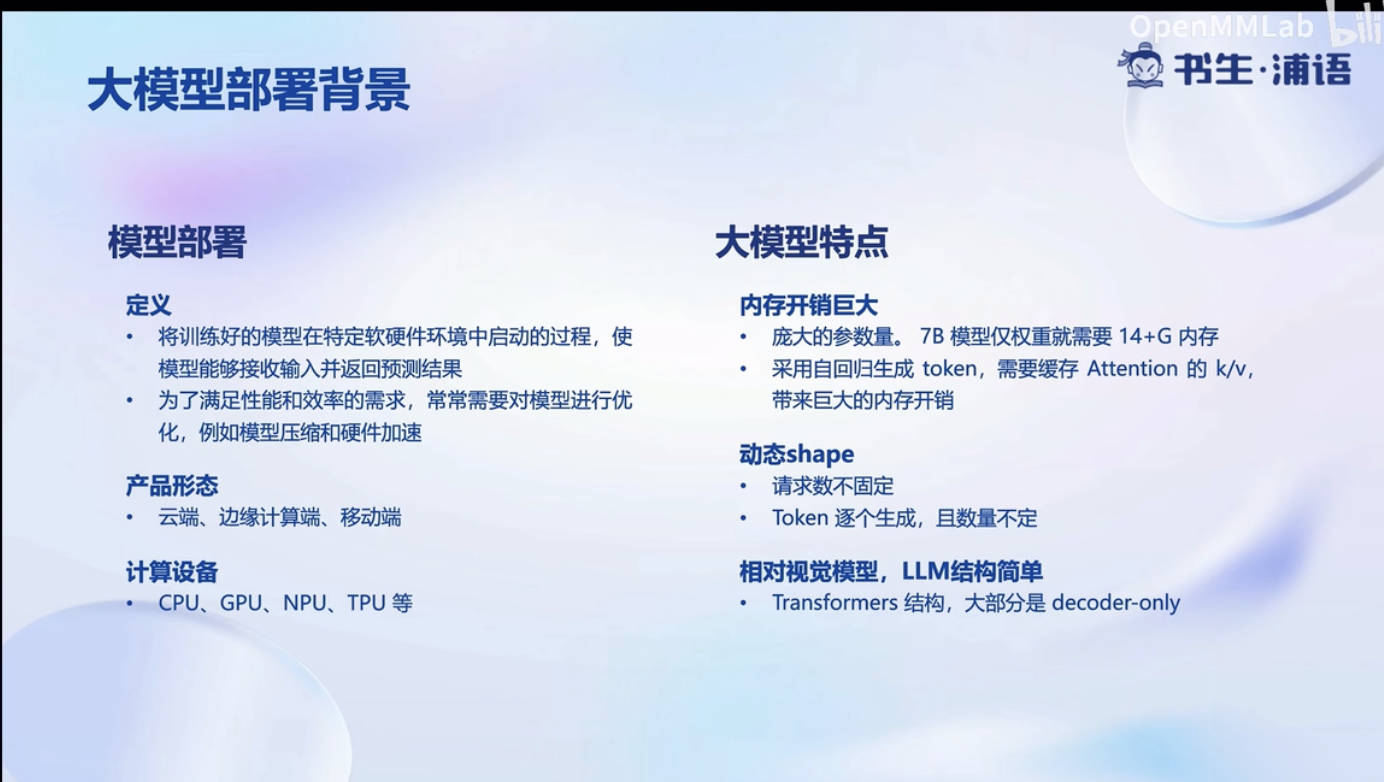 OpenMMLab bili
书生·浦语
大模型部署背景
模型部署
定义
• 将训练好的模型在特定软硬件环境中启动的过程，使
模型能够接收输入并返回预测结果
• 为了满足性能和效率的需求，常常需要对模型进行优
化，例如模型压缩和硬件加速
产品形态
• 云端、边缘计算端、移动端
计算设备
• CPU、GPU、NPU、TPU 等
大模型特点
内存开销巨大
• 庞大的参数量。 7B 模型仅权重就需要 14+G 内存
• 采用自回归生成 token，需要缓存 Attention 的 k/v，
带来巨大的内存开销
动态shape
• 请求数不固定
• Token 逐个生成，且数量不定
相对视觉模型，LLM结构简单
• Transformers 结构，大部分是 decoder-only